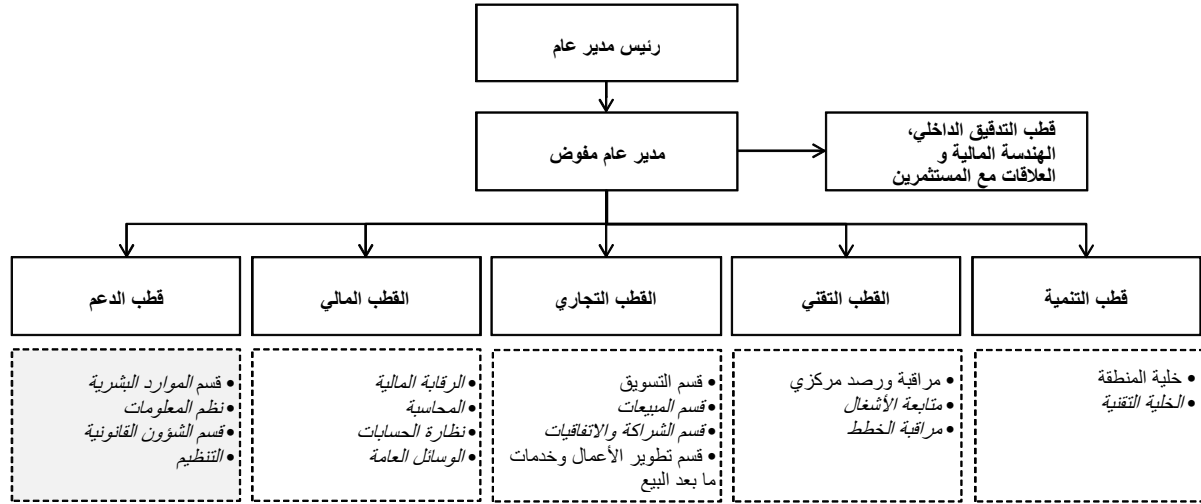 رئيس مدير عام
مدير عام مفوض
قطب التدقيق الداخلي،
الهندسة المالية و
العلاقات مع المستثمرين
قطب التنمية
القطب التقني
القطب التجاري
القطب المالي
قطب الدعم
• خلية المنطقة
• الخلية التقنية
• مراقبة ورصد مركزي
• متابعة الأشغال
• مراقبة الخطط
• قسم التسويق
• قسم المبيعات
• قسم الشراكة والاتفاقيات
• قسم تطوير الأعمال وخدمات
ما بعد البيع
• الرقابة المالية
• المحاسبة
• نظارة الحسابات
• الوسائل العامة
• قسم الموارد البشرية
• نظم المعلومات
• قسم الشؤون القانونية
• التنظيم